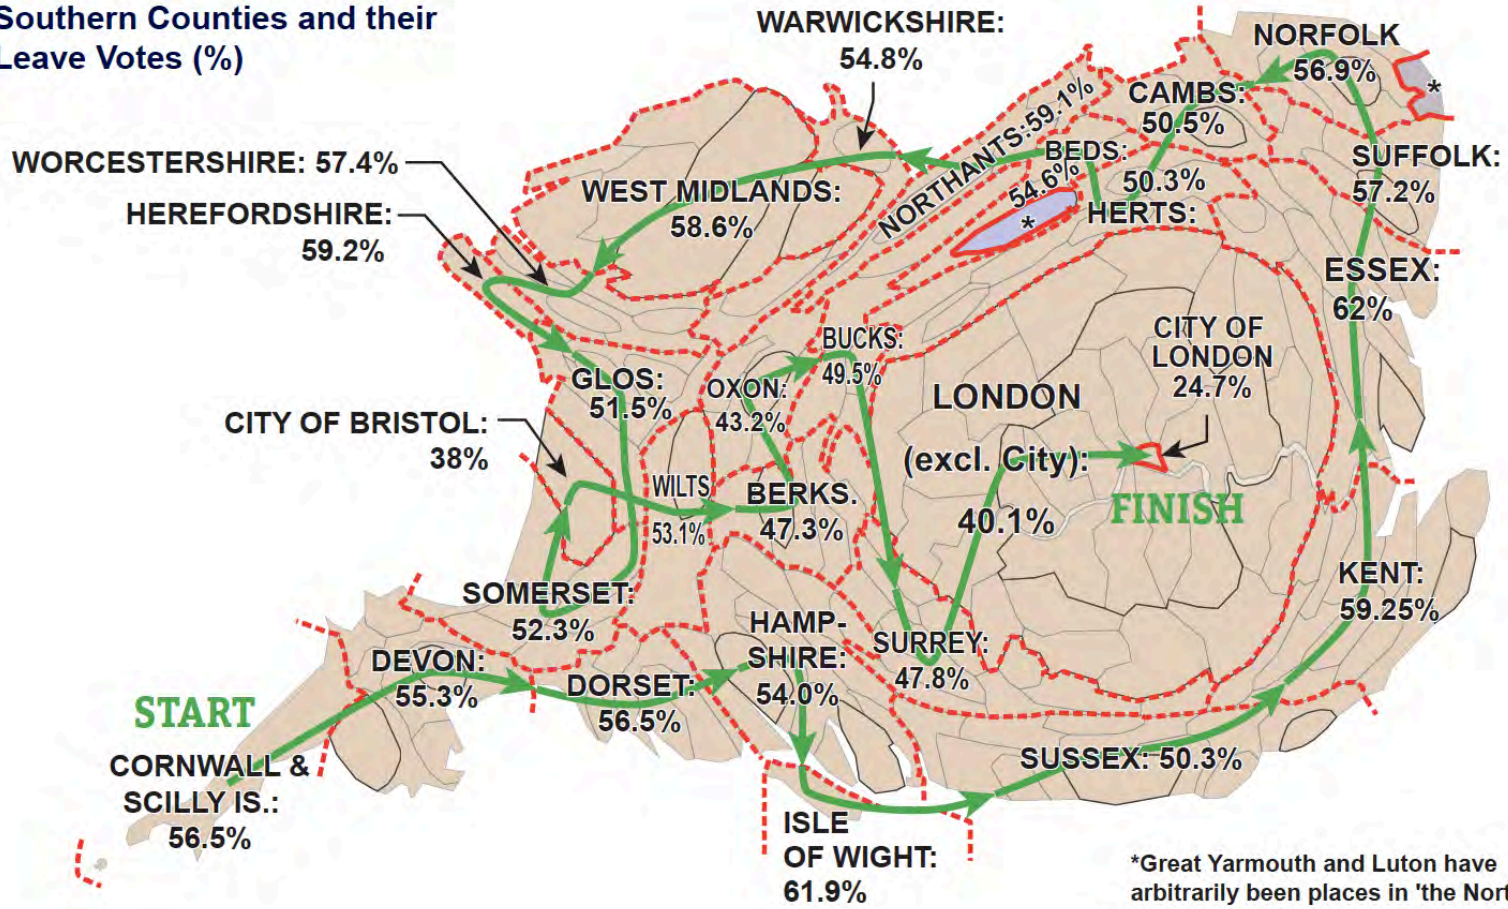 Southern Counties and their
Leave Votes (%)
WARWICKSHIRE:
54.8%
NORFOLK
56.9%
*
CAMBS:
50.5%
NORTHANTS:59.1%
BEDS:
54.6%
*
50.3%
HERTS:
SUFFOLK:
57.2%
WORCESTERSHIRE: 57.4%
HEREFORDSHIRE:
59.2%
WEST MIDLANDS:
58.6%
ESSEX:
62%
CITY OF
LONDON
24.7%
BUCKS:
49.5%
GLOS:
51.5%
OXON:
43.2%
LONDON
(excl. City):
40.1%
CITY OF BRISTOL:
38%
WILTS
53.1%
BERKS.
47.3%
FINISH
SOMERSET:
52.3%
KENT:
59.25%
HAMP-
SHIRE:
54.0%
SURREY:
47.8%
DEVON:
55.3%
DORSET:
56.5%
START
CORNWALL &
SCILLY IS.:
56.5%
SUSSEX: 50.3%
ISLE
OF WIGHT:
61.9%
*Great Yarmouth and Luton have
arbitrarily been places in 'the Nort